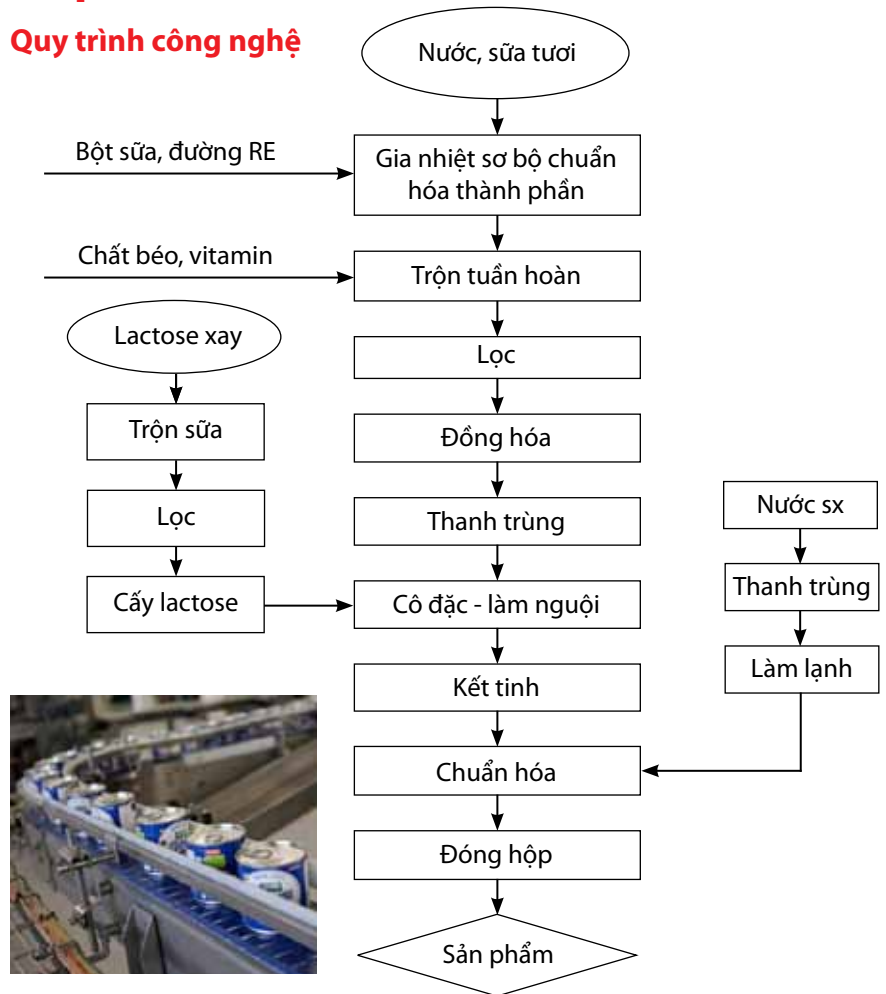 Quy trình công nghệ
Nước, sữa tươi
Bột sữa, đường RE
Gia nhiệt sơ bộ chuẩn
hóa thành phần
Chất béo, vitamin
Trộn tuần hoàn
Lactose xay
Lọc
Trộn sữa
Đồng hóa
Lọc
Thanh trùng
Nước sx
Cấy lactose
Cô đặc - làm nguội
Thanh trùng
Kết tinh
Làm lạnh
Chuẩn hóa
Đóng hộp
Sản phẩm